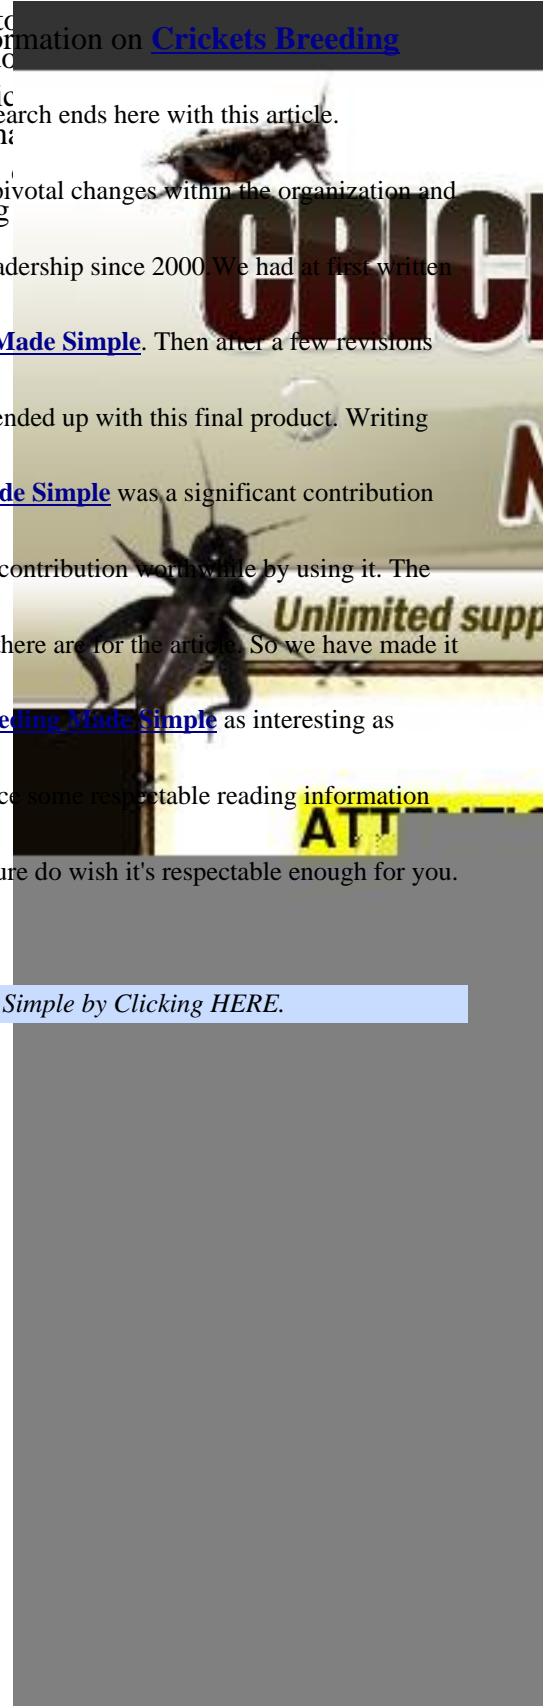 to
rmation on Crickets Breeding
earch ends here with this article.
pivotal changes within the organization and
g
CRIC
adership since 2000.We had at first written
Made Simple. Then after a few revisions
ended up with this final product. Writing
de Simple was a significant contribution
contribution worthwhile by using it. The
Unlimited supp
there are for the article. So we have made it
eding Made Simple as interesting as
ce some respectable reading information
ATTENTIO
ure do wish it's respectable enough for you.
Simple by Clicking HERE.